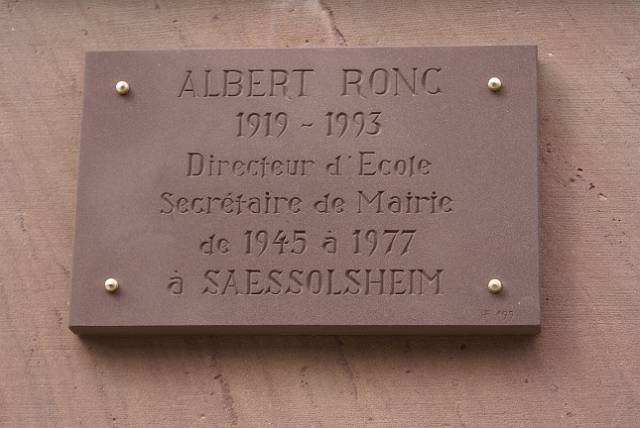 ALBERT RONC
1919 - 1993
Directeur d'Ecole
Secrétaire de Mairie
de 1945 à 1977
à SAESSOLSHEIM